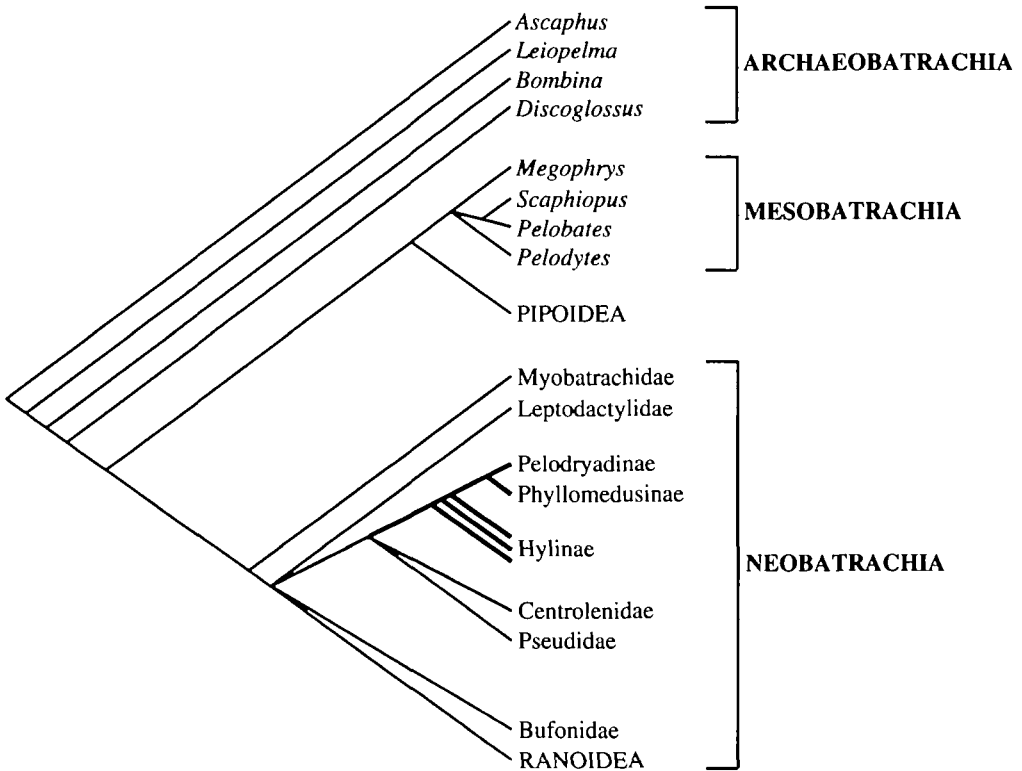 Ascaphus
Leiopelma
Bombina
Discoglossus
ARCHAEOBATRACHIA
Megophrys
Scaphiopus
Pelobates
Pelodytes
MESOBATRACHIA
PIPOIDEA
Myobatrachidae
Leptodactylidae
Pelodryadinae
Phyllomedusinae
Hylinae
Centrolenidae
Pseudidae
Bufonidae
RANOIDEA
NEOBATRACHIA